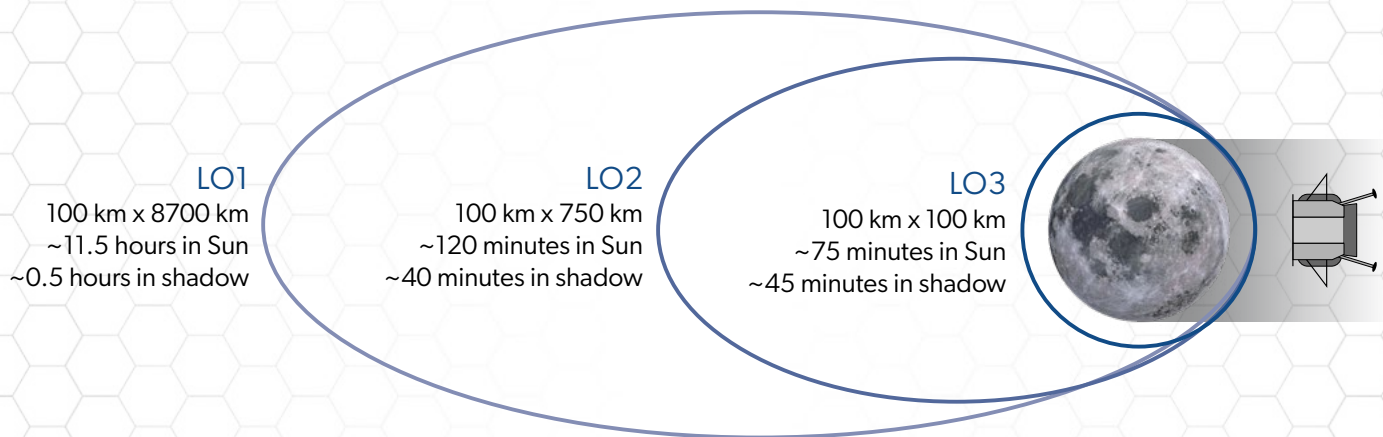 LO1
100 km x 8700 km
~11.5 hours in Sun
~0.5 hours in shadow
LO2
100 km x 750 km
~120 minutes in Sun
~40 minutes in shadow
LO3
100 km x 100 km
~75 minutes in Sun
~45 minutes in shadow